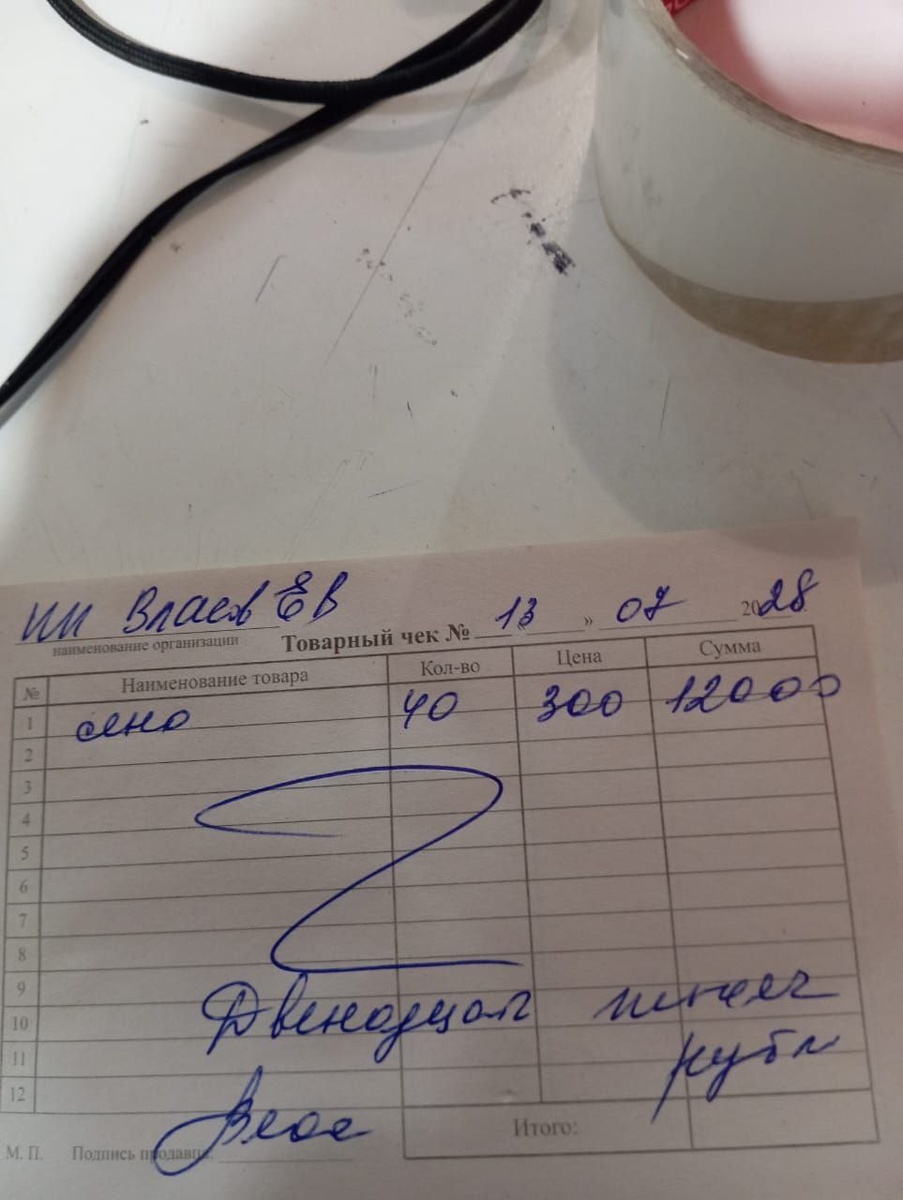 ИП Влаев ЕВ
наименование организации Товарный чек № 13 » 07 2028
№ Наименование товара Кол-во Цена Сумма
1 сено 40 300 12000
2
3
4
5
6
7
8
9
10 Двенадцать тысяч
11 рубл
12
Итого:
М. П. Подпись продавца: